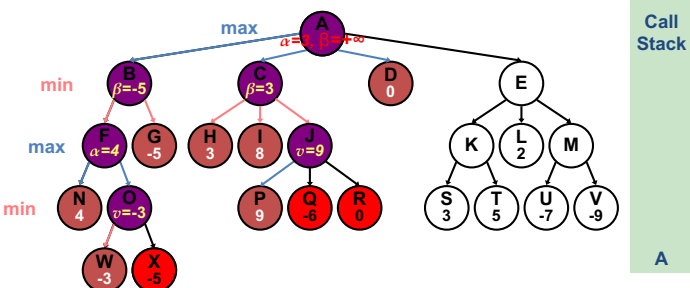 max
A
α=3, β=+∞
Call
Stack
min
B
β=-5
C
β=3
D
0
E
max
F
α=4
G
-5
H
3
I
8
J
v=9
K
L
2
M
min
N
4
O
v=-3
P
9
Q
-6
R
0
S
3
T
5
U
-7
V
-9
W
-3
X
-5
A